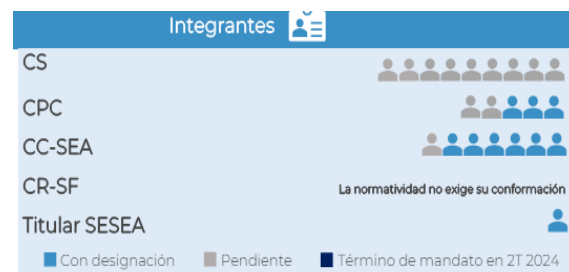 Integrantes
CS
CPC
CC-SEA
CR-SF La normatividad no exige su conformación
Titular SESEA
Con designación Pendiente Término de mandato en 2T 2024